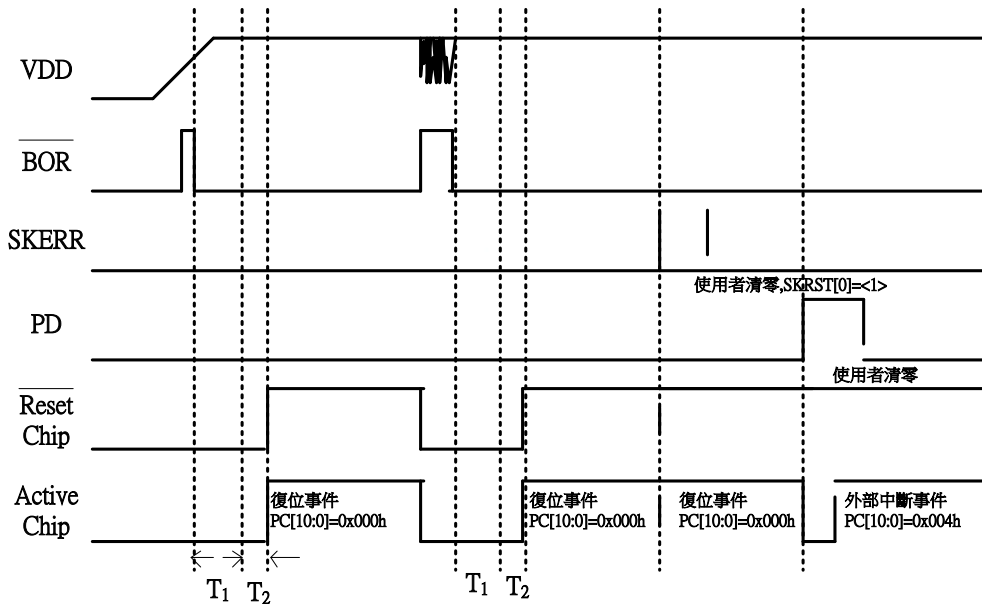 VDD
BOR
SKERR
使用者清零,SKRST[0]=<1>
PD
使用者清零
Reset
Chip
Active
Chip
復位事件
PC[10:0]=0x000h
復位事件
PC[10:0]=0x000h
復位事件
PC[10:0]=0x000h
外部中斷事件
PC[10:0]=0x004h
T1
T2
T1
T2